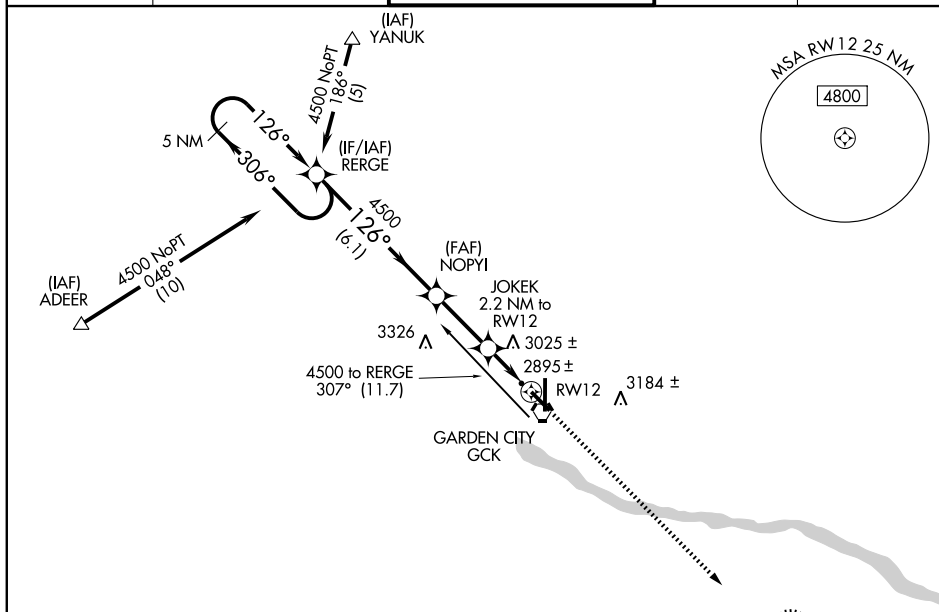 (IAF)
YANUK
4500 NoPT
186°
(5)
MSA RW12 25 NM
4800
5 NM
126°
306°
(IF/IAF)
RERGE
4500
126°
(6.1)
4500 NoPT
048°
(10)
(IAF)
ADEER
(FAF)
NOPYI
JOKEK
2.2 NM to
RW12
3326
3025 ±
2895 ±
4500 to RERGE
307° (11.7)
RW12
3184 ±
GARDEN CITY
GCK